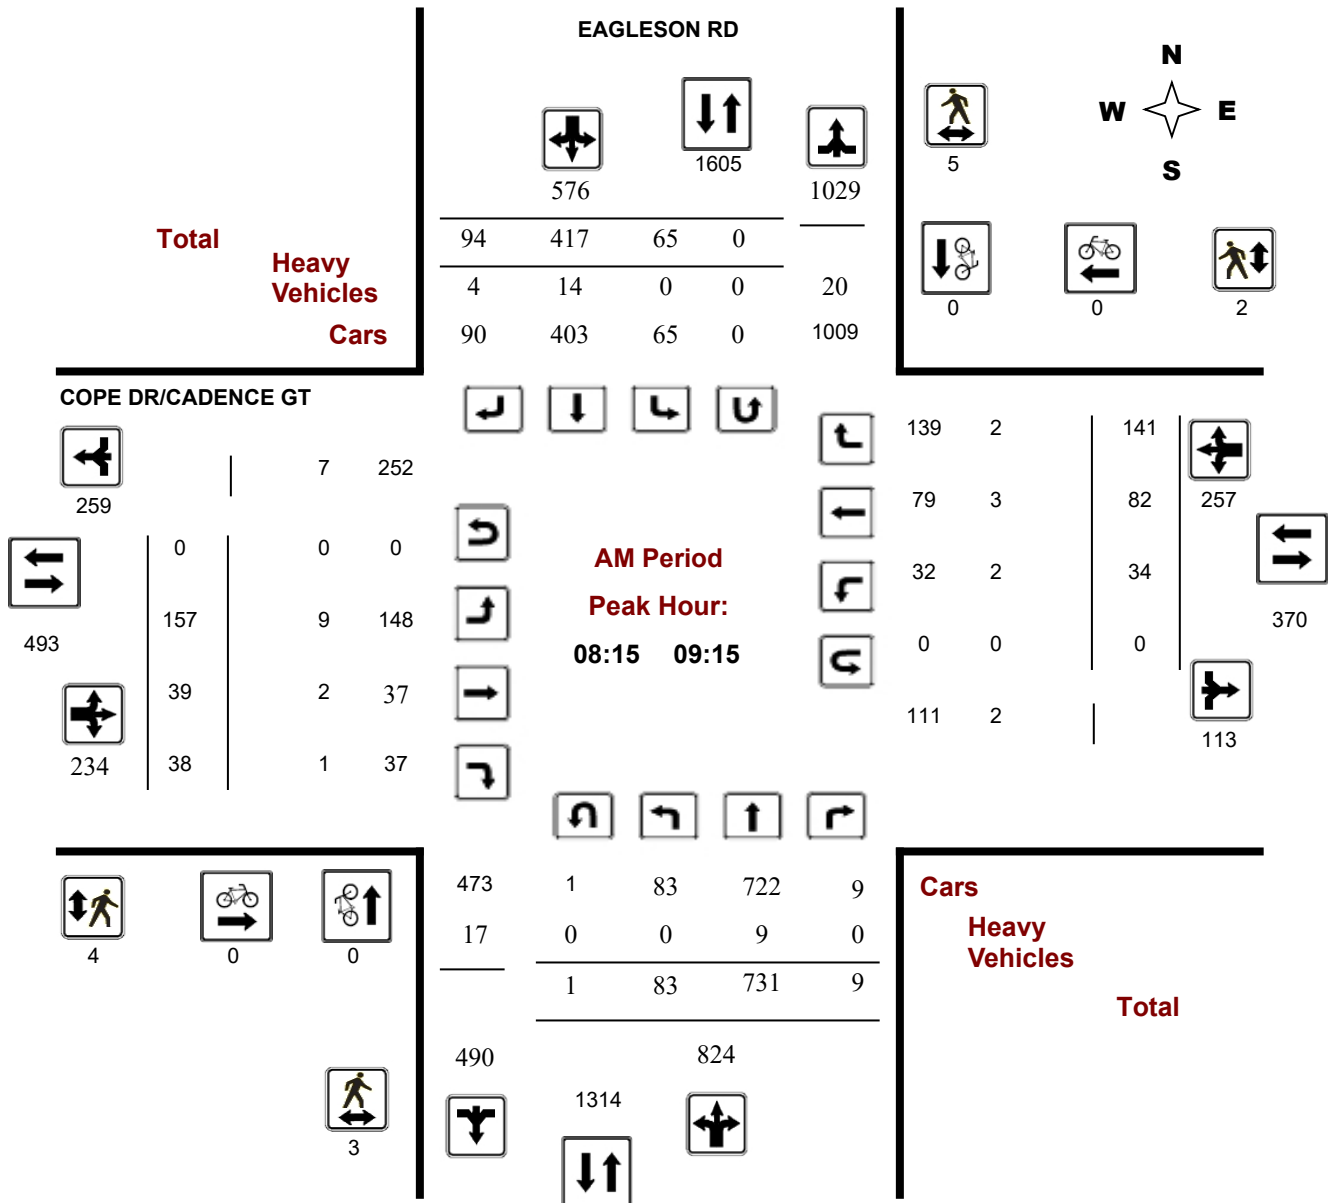 EAGLESON RD
N
W E
S
1605
5
576
1029
Total
94 417 65 0
Heavy
Vehicles
4 14 0 0 20
0 0 2
Cars
90 403 65 0 1009
COPE DR/CADENCE GT
139 2 141
7 252
259
79 3 82 257
0 0 0
AM Period
32 2 34
Peak Hour:
157 9 148
370
493
08:15 09:15
0 0 0
39 2 37
111 2
113
234 38 1 37
473 1 83 722 9
Cars
17 0 0 9 0
Heavy
Vehicles
4 0 0
1 83 731 9
Total
490 824
1314
3